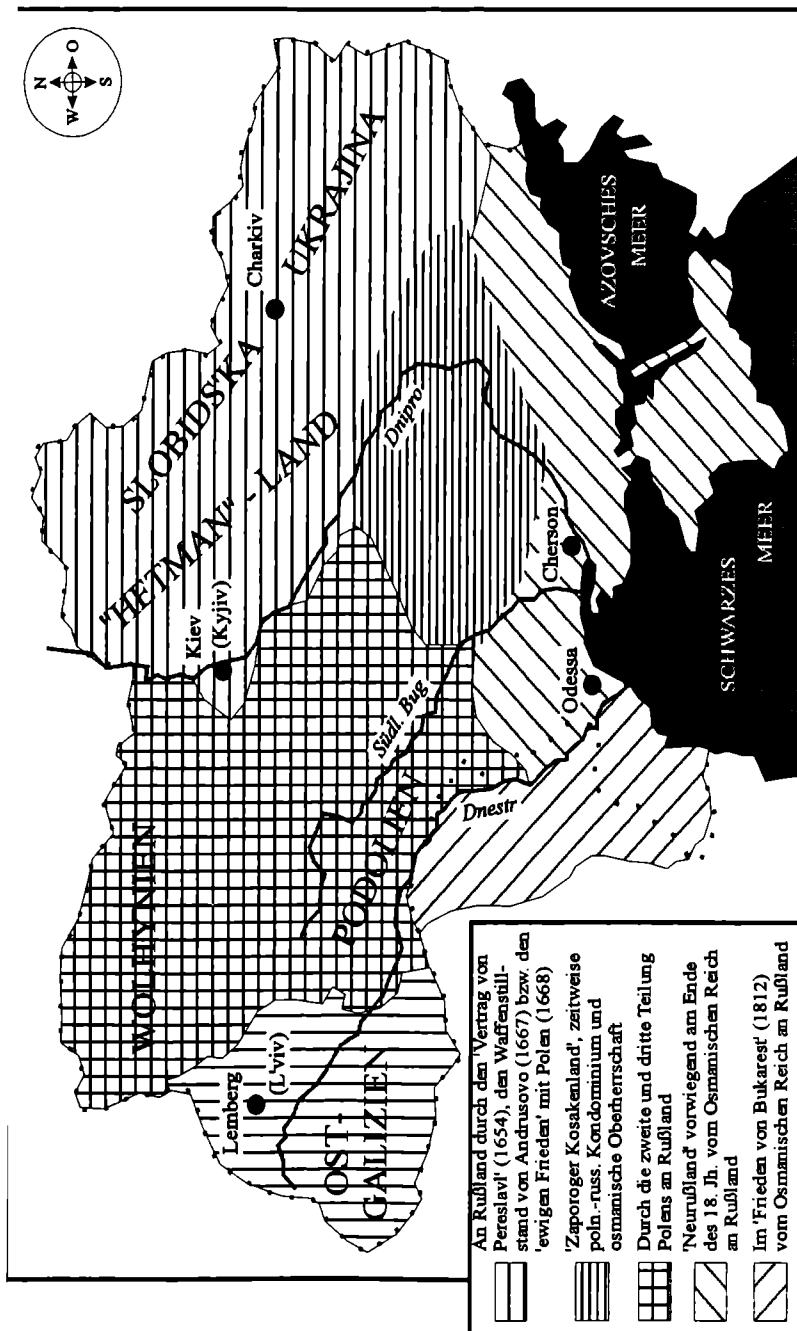 N
W O
S
SLOBIDS'KA UKRAJINA
"HETMAN" - LAND
Charkiv
Kiev
(Kyjiv)
WOLHYNIEN
PODOLIEN
Lemberg
(L'viv)
OST-
GALIZIEN
Dnipro
Südl. Bug
Dnestr
Cherson
Odessa
AZOVSCHES
MEER
SCHWARZES
MEER
An Rußland durch den 'Vertrag von
Pereslavl' (1654), den Waffenstill-
stand von Andrusovo (1667) bzw. den
'ewigen Frieden' mit Polen (1668)
'Zaporoger Kosakenland', zeitweise
poln.-russ. Kondominium und
osmanische Oberherrschaft
Durch die zweite und dritte Teilung
Polens an Rußland
'Neurußland' vorwiegend am Ende
des 18. Jh. vom Osmanischen Reich
an Rußland
Im 'Frieden von Bukarest' (1812)
vom Osmanischen Reich an Rußland